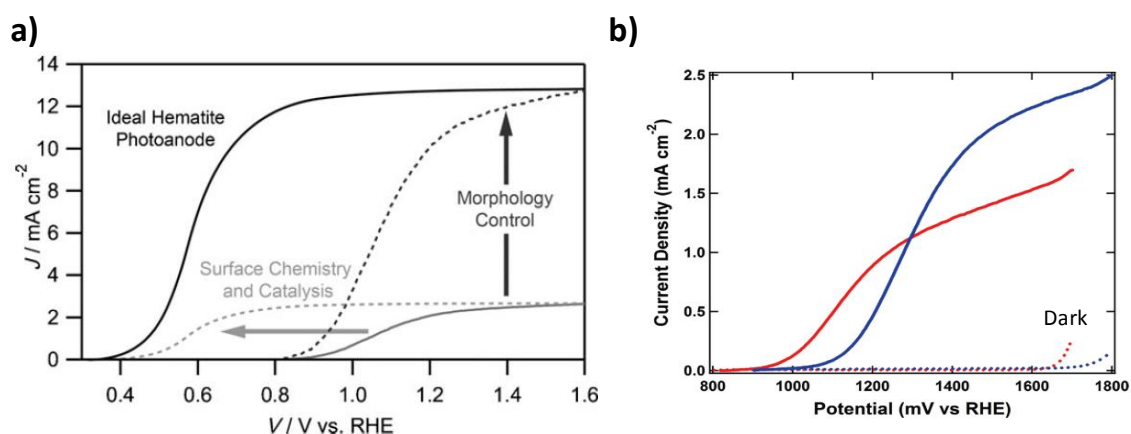 a)
14
12
10
8
6
4
2
0
J / mA cm-2
Ideal Hematite
Photoanode
Surface Chemistry
and Catalysis
Morphology
Control
0.4 0.6 0.8 1.0 1.2 1.4 1.6
V / V vs. RHE
b)
2.5
2.0
1.5
1.0
0.5
0.0
Current Density (mA cm-2)
Dark
800 1000 1200 1400 1600 1800
Potential (mV vs RHE)